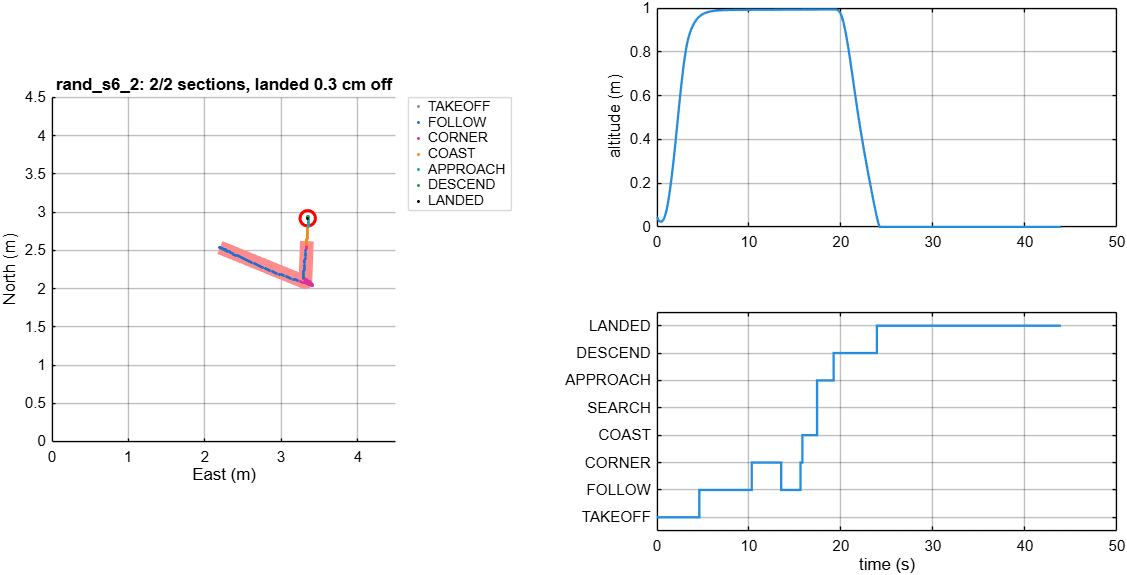 rand_s6_2: 2/2 sections, landed 0.3 cm off
4.5
4
3.5
3
2.5
2
1.5
1
0.5
0
0 1 2 3 4
East (m)
North (m)
TAKEOFF
FOLLOW
CORNER
COAST
APPROACH
DESCEND
LANDED
1
0.8
0.6
0.4
0.2
0
altitude (m)
0 10 20 30 40 50
LANDED
DESCEND
APPROACH
SEARCH
COAST
CORNER
FOLLOW
TAKEOFF
0 10 20 30 40 50
time (s)